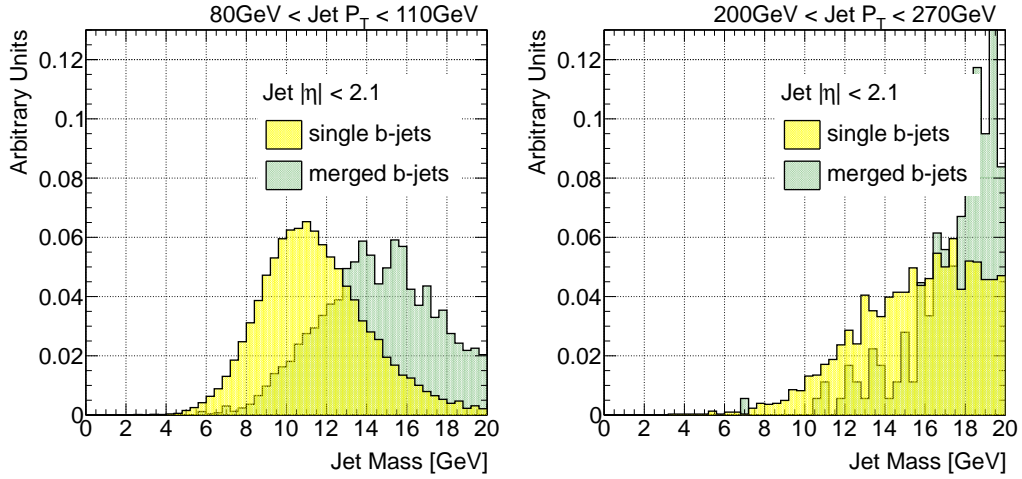 80GeV < Jet P_T < 110GeV
Arbitrary Units
0.12
0.1
0.08
0.06
0.04
0.02
0
Jet |η| < 2.1
single b-jets
merged b-jets
0 2 4 6 8 10 12 14 16 18 20
Jet Mass [GeV]
200GeV < Jet P_T < 270GeV
Arbitrary Units
0.12
0.1
0.08
0.06
0.04
0.02
0
Jet |η| < 2.1
single b-jets
merged b-jets
0 2 4 6 8 10 12 14 16 18 20
Jet Mass [GeV]